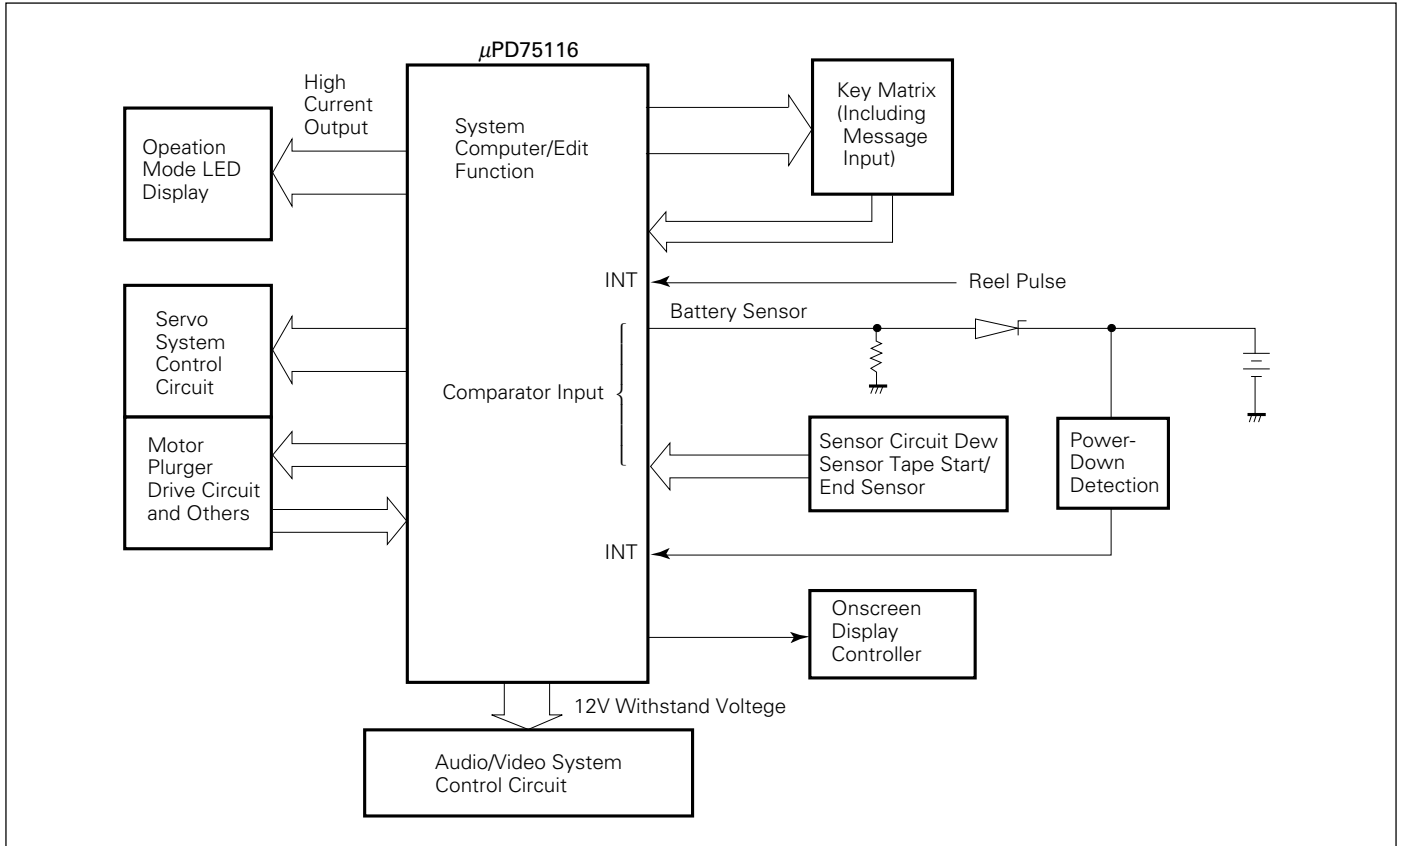 μPD75116
High
Current
Output
Opeation
Mode LED
Display
System
Computer/Edit
Function
Key Matrix
(Including
Message
Input)
INT
Reel Pulse
Battery Sensor
Servo
System
Control
Circuit
Comparator Input
Motor
Plurger
Drive Circuit
and Others
Sensor Circuit Dew
Sensor Tape Start/
End Sensor
Power-
Down
Detection
INT
Onscreen
Display
Controller
12V Withstand Voltege
Audio/Video System
Control Circuit